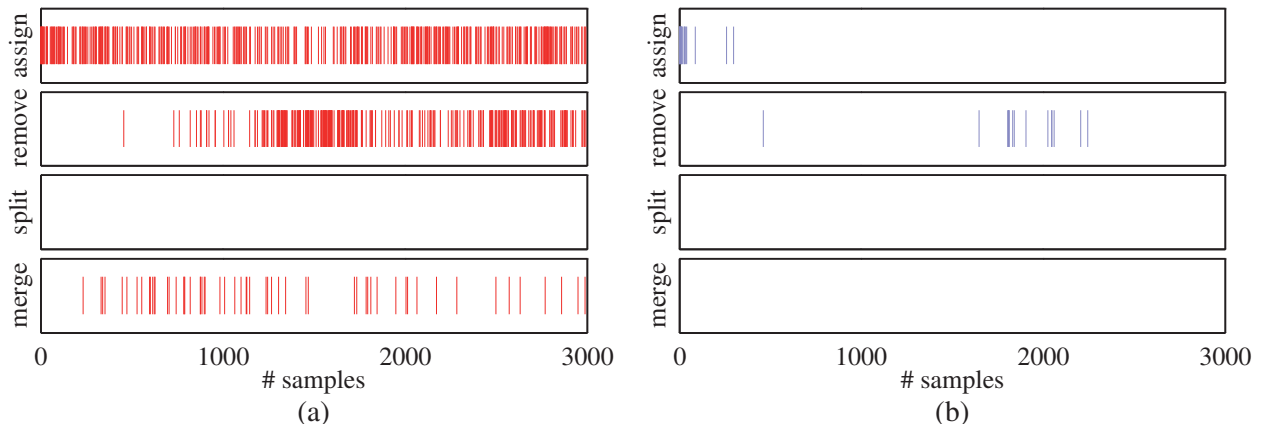 assign
remove
split
merge
0 1000 2000 3000
# samples
(a)
assign
remove
split
merge
0 1000 2000 3000
# samples
(b)